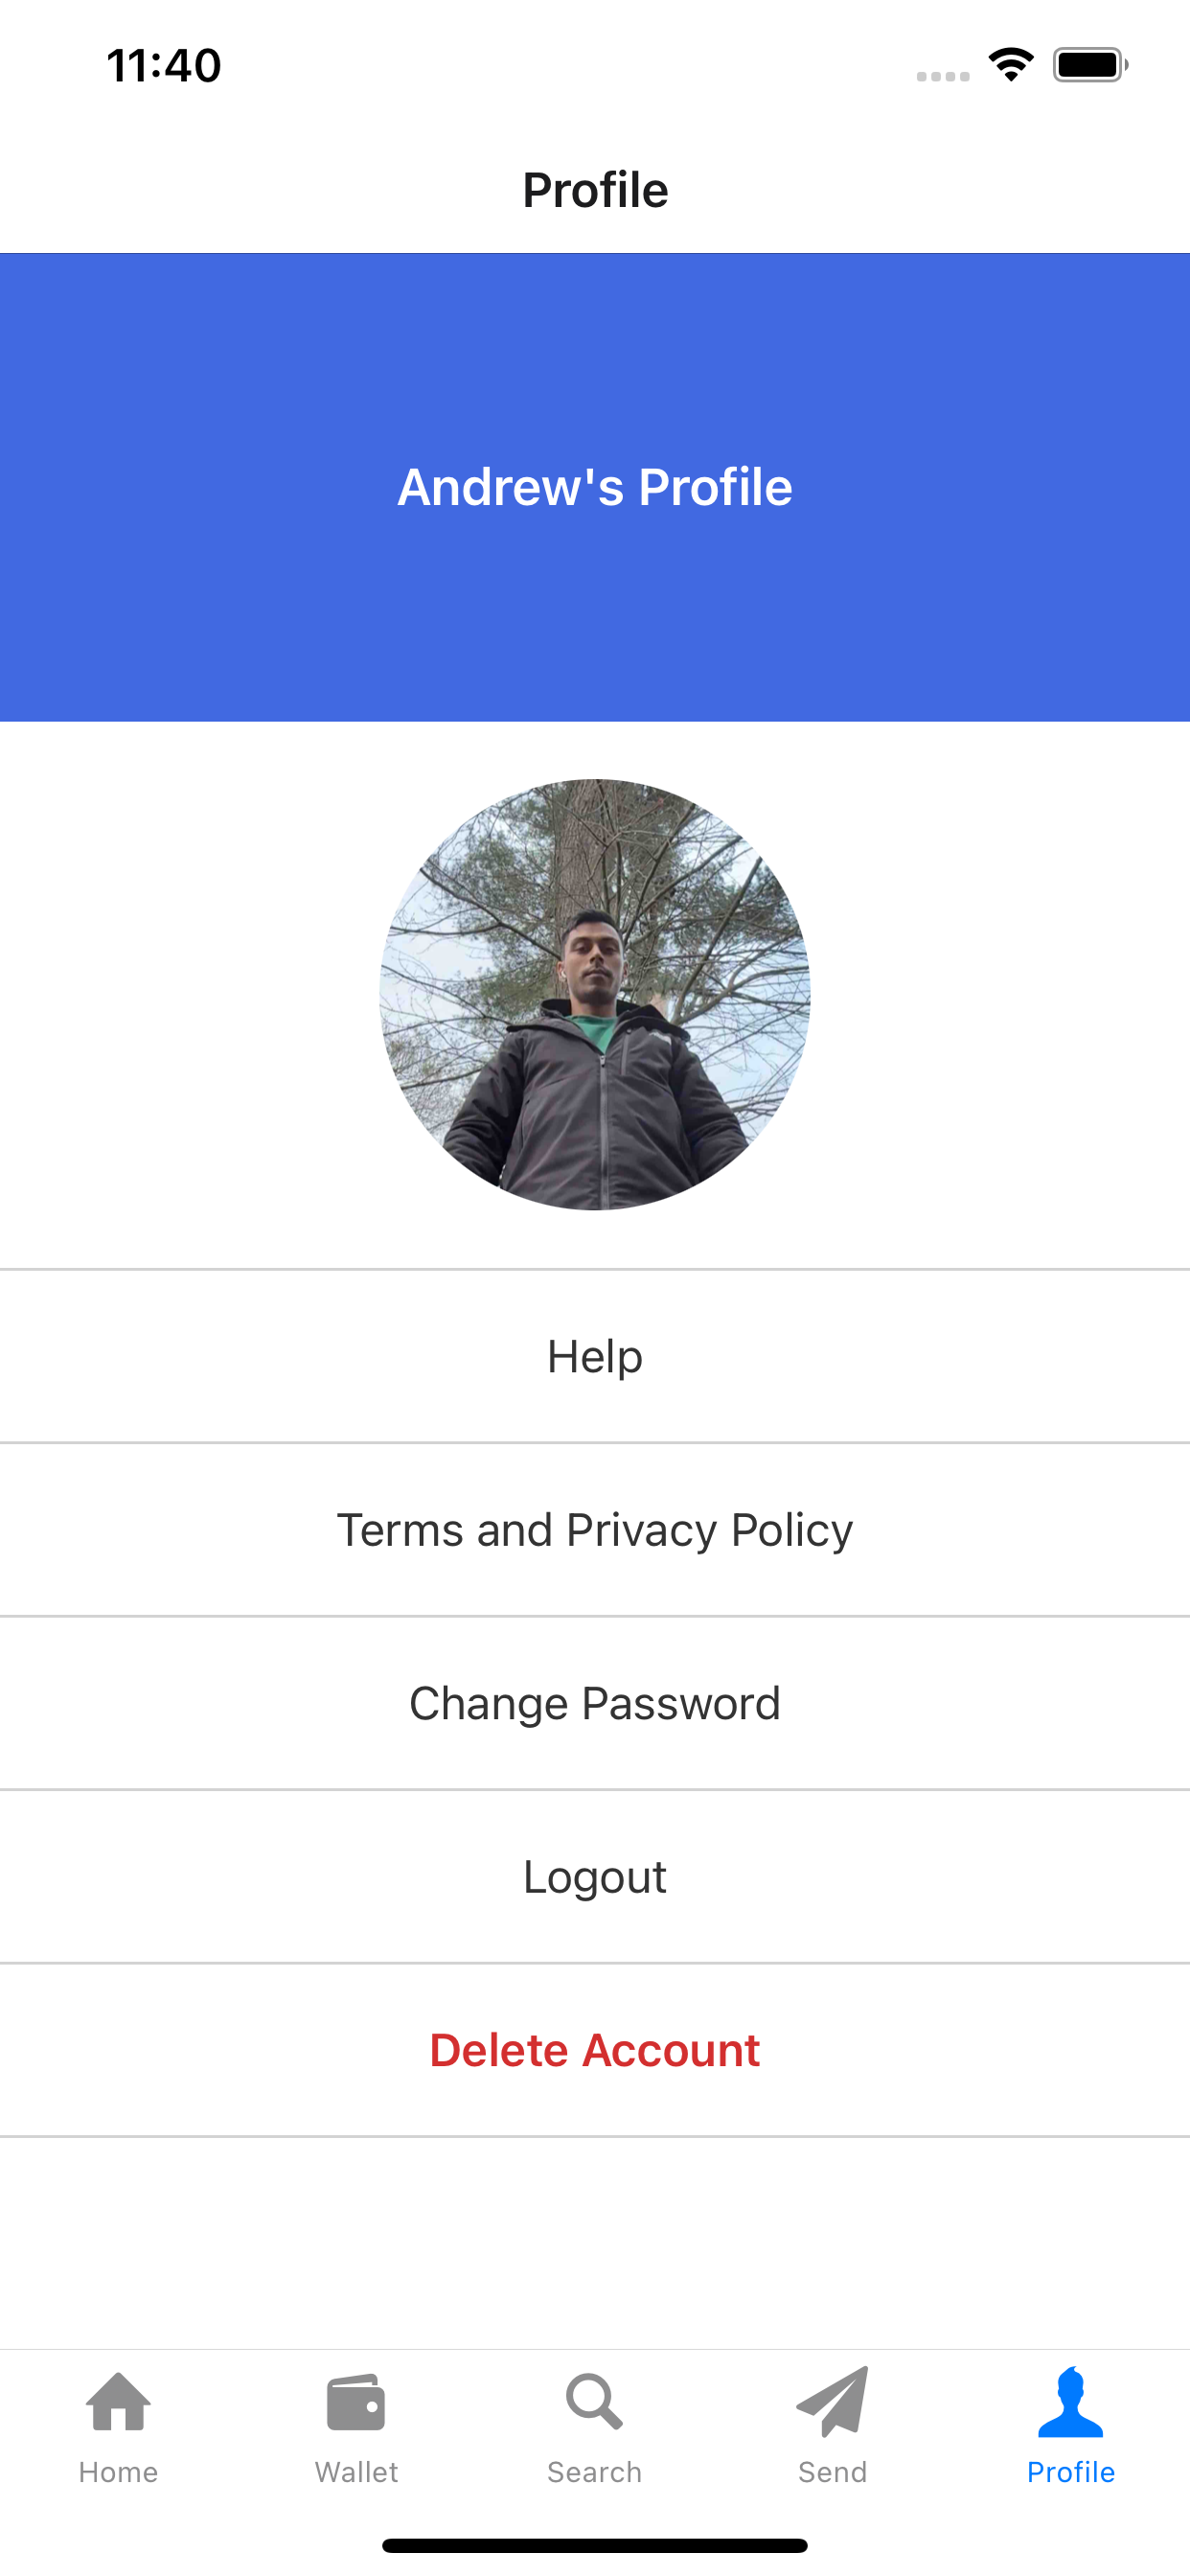 11:40
Profile
Andrew's Profile
Help
Terms and Privacy Policy
Change Password
Logout
Delete Account
Home
Wallet
Search
Send
Profile